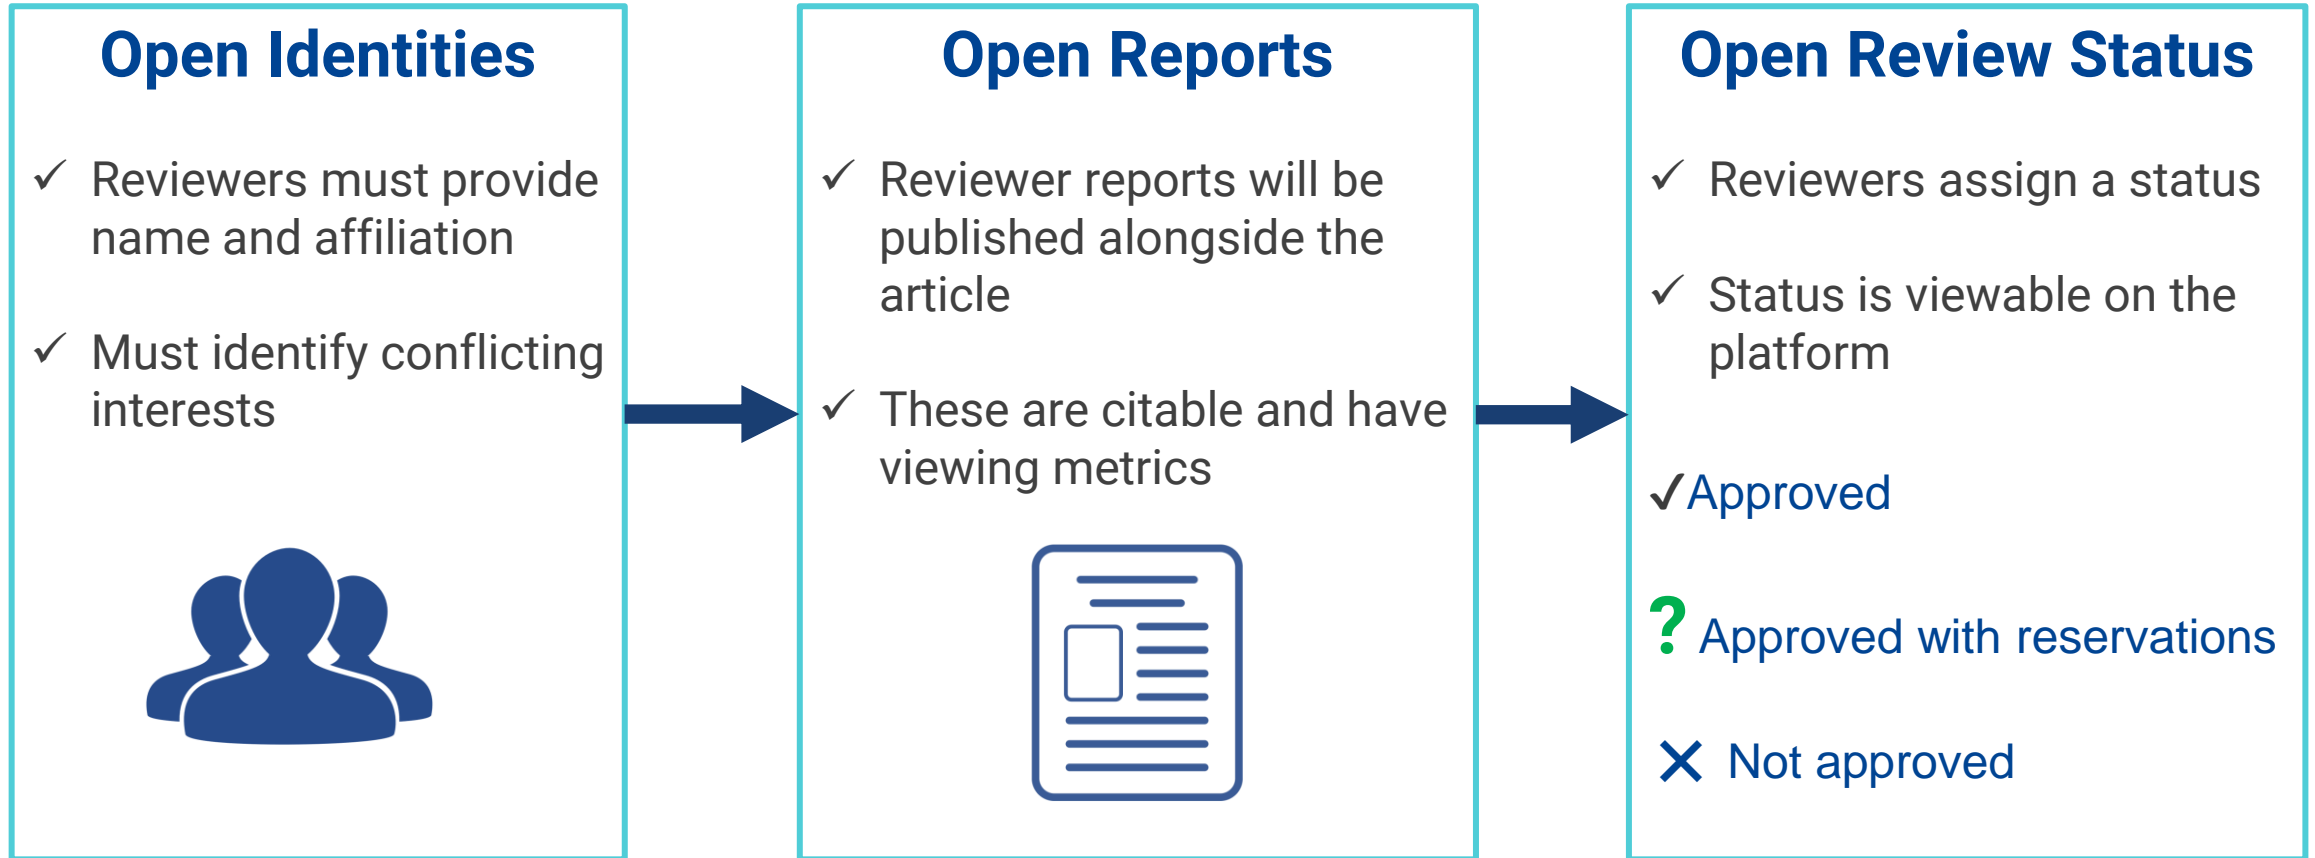 Open Identities
✓ Reviewers must provide
name and affiliation
✓ Must identify conflicting
interests
Open Reports
✓ Reviewer reports will be
published alongside the
article
✓ These are citable and have
viewing metrics
Open Review Status
✓ Reviewers assign a status
✓ Status is viewable on the
platform
✓Approved
? Approved with reservations
✕ Not approved